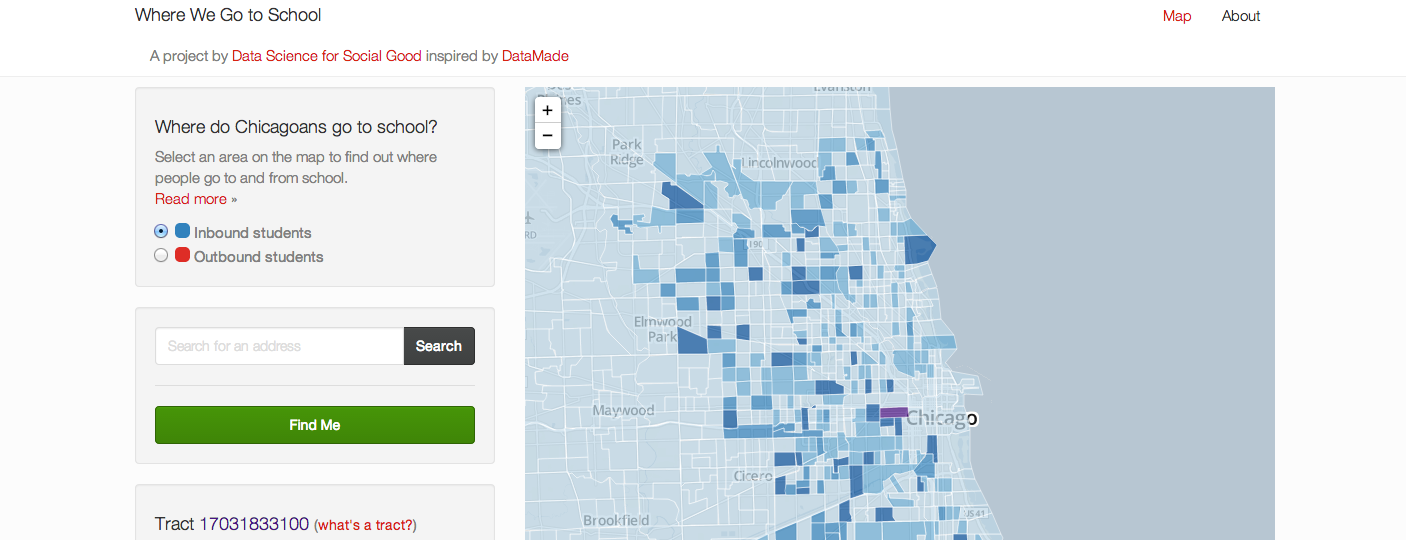 Where We Go to School
Map
About
A project by Data Science for Social Good inspired by DataMade
Where do Chicagoans go to school?
Select an area on the map to find out where
people go to and from school.
Read more »
Inbound students
Outbound students
Search for an address
Search
Find Me
Tract 17031833100 (what's a tract?)
+
−
Evanston
Park
Ridge
Lincolnwood
I 90
Elmwood
Park
Maywood
Chicago
Cicero
Brookfield